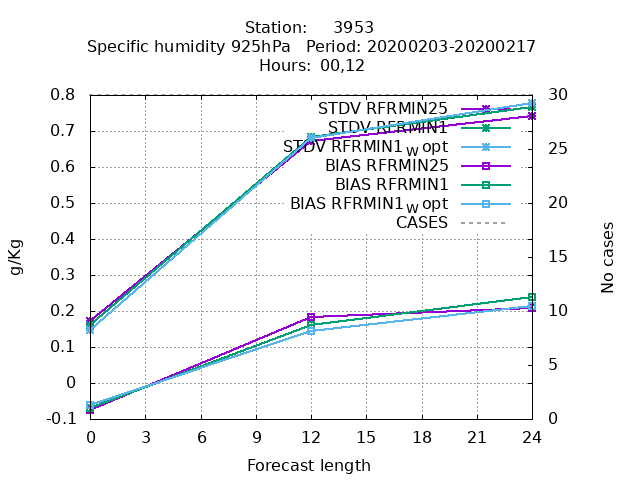 Station: 3953
Specific humidity 925hPa Period: 20200203-20200217
Hours: 00,12
g/Kg
No cases
0.8
0.7
0.6
0.5
0.4
0.3
0.2
0.1
0
-0.1
30
25
20
15
10
5
0
STDV RFRMIN25
STDV RFRMIN1
STDV RFRMIN1_w opt
BIAS RFRMIN25
BIAS RFRMIN1
BIAS RFRMIN1_w opt
CASES
0 3 6 9 12 15 18 21 24
Forecast length